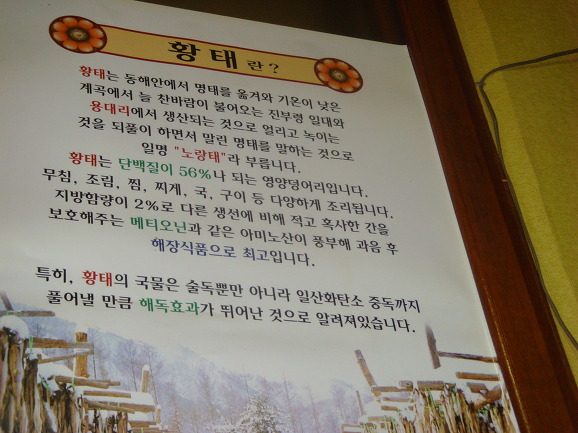 황태란?
황태는 동해안에서 명태를 옮겨와 기온이 낮은
계곡에서 늘 찬바람이 불어오는 진부령 일대와
용대리에서 생산되는 것으로 얼리고 녹이는
것을 되풀이 하면서 말린 명태를 말하는 것으로
일명 "노랑태"라 부릅니다.
황태는 단백질이 56%나 되는 영양덩어리입니다.
무침, 조림, 찜, 찌게, 국, 구이 등 다양하게 조리됩니다.
지방함량이 2%로 다른 생선에 비해 적고 혹사한 간을
보호해주는 메티오닌과 같은 아미노산이 풍부해 과음 후
해장식품으로 최고입니다.
특히, 황태의 국물은 술독뿐만 아니라 일산화탄소 중독까지
풀어낼 만큼 해독효과가 뛰어난 것으로 알려져있습니다.